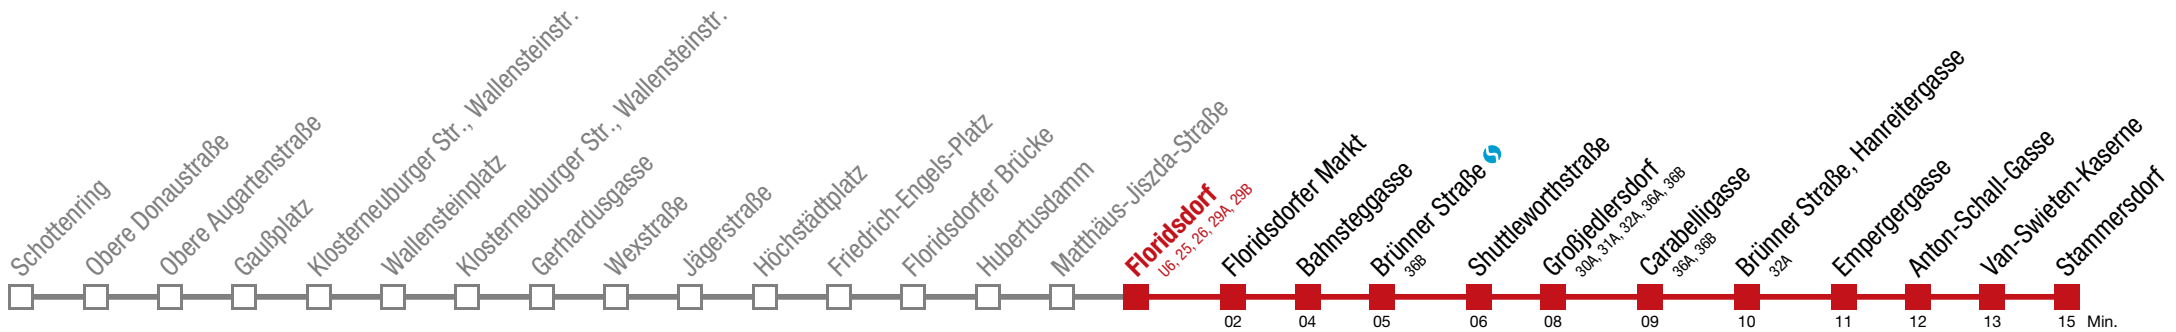 Schottenring
Obere Donaustraße
Obere Augartenstraße
Gaußplatz
Klosterneuburger Str., Wallensteinstr.
Wallensteinplatz
Klosterneuburger Str., Wallensteinstr.
Gerhardusgasse
Wexstraße
Jägerstraße
Höchstädtplatz
Friedrich-Engels-Platz
Floridsdorfer Brücke
Hubertusdamm
Matthäus-Jiszda-Straße
Floridsdorf
U6, 25, 26, 29A, 29B
Floridsdorfer Markt
Bahnsteggasse
Brünner Straße
36B
Shuttleworthstraße
Großjedlersdorf
30A, 31A, 32A, 36A, 36B
Carabelligasse
36A, 36B
Brünner Straße, Hanreitergasse
32A
Empergergasse
Anton-Schall-Gasse
Van-Swieten-Kaserne
Stammersdorf
02 04 05 06 08 09 10 11 12 13 15 Min.